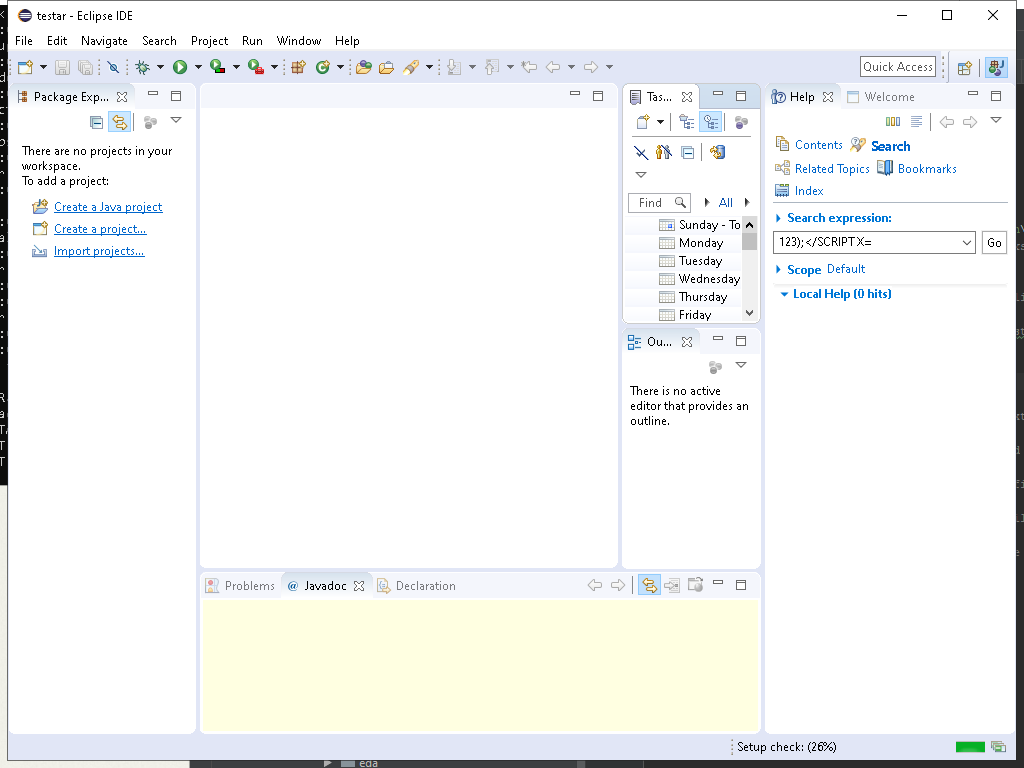 testar - Eclipse IDE
File Edit Navigate Search Project Run Window Help
Quick Access
Package Exp...
There are no projects in your
workspace.
To add a project:
Create a Java project
Create a project...
Import projects...
Tas...
Find
All
Sunday - To
Monday
Tuesday
Wednesday
Thursday
Friday
Ou...
There is no active
editor that provides an
outline.
Help Welcome
Contents Search
Related Topics Bookmarks
Index
Search expression:
123);</SCRIPT X=
Go
Scope Default
Local Help (0 hits)
Problems @ Javadoc Declaration
Setup check: (26%)
eda